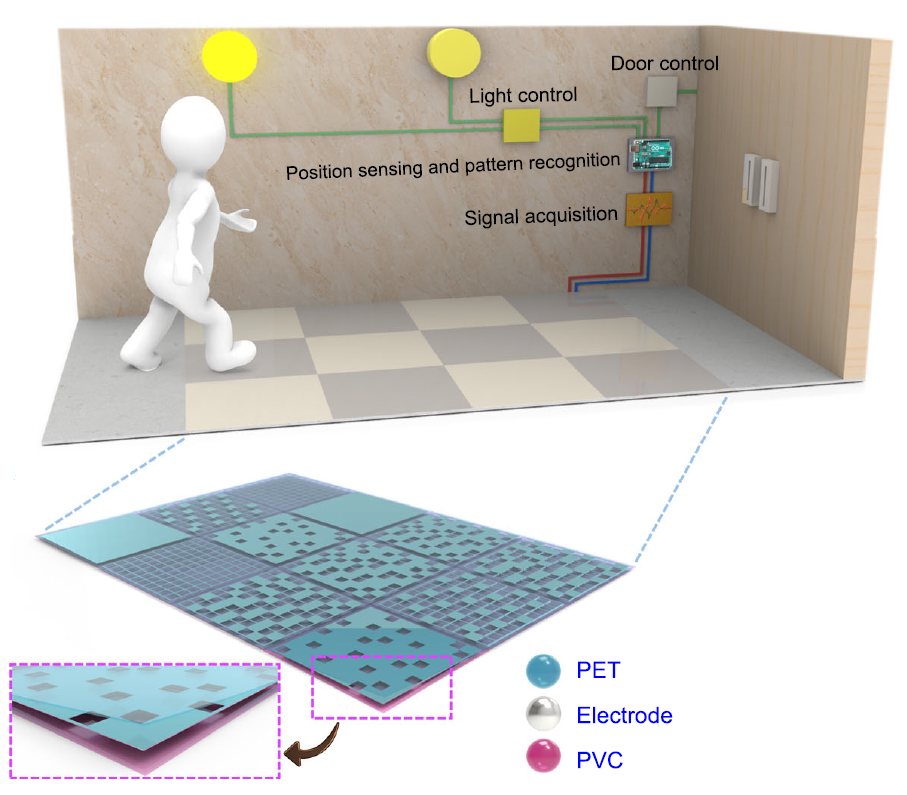 Door control
Light control
Position sensing and pattern recognition
Signal acquisition
PET
Electrode
PVC